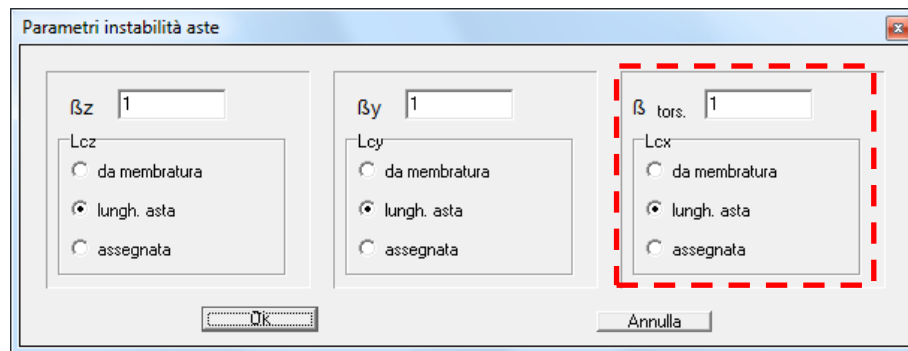 Parametri instabilità aste
ßz 1
Lcz
da membratura
lungh. asta
assegnata
ßy 1
Lcy
da membratura
lungh. asta
assegnata
ß tors. 1
Lcx
da membratura
lungh. asta
assegnata
Ok
Annulla